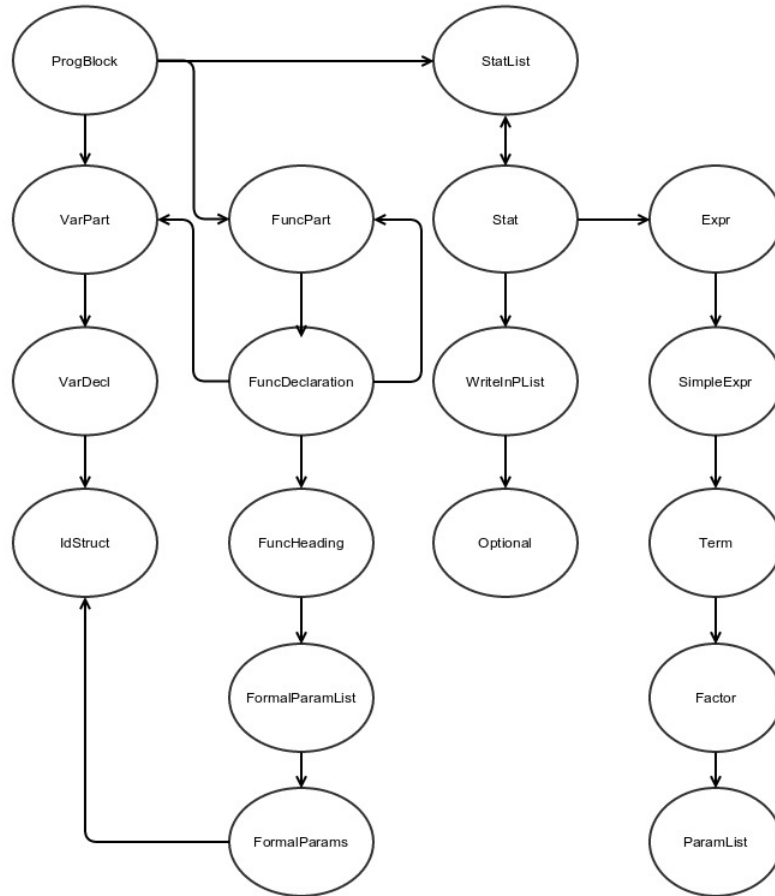 ProgBlock
StatList
VarPart
FuncPart
Stat
Expr
VarDecl
FuncDeclaration
WriteInPList
SimpleExpr
IdStruct
FuncHeading
Optional
Term
FormalParamList
Factor
FormalParams
ParamList